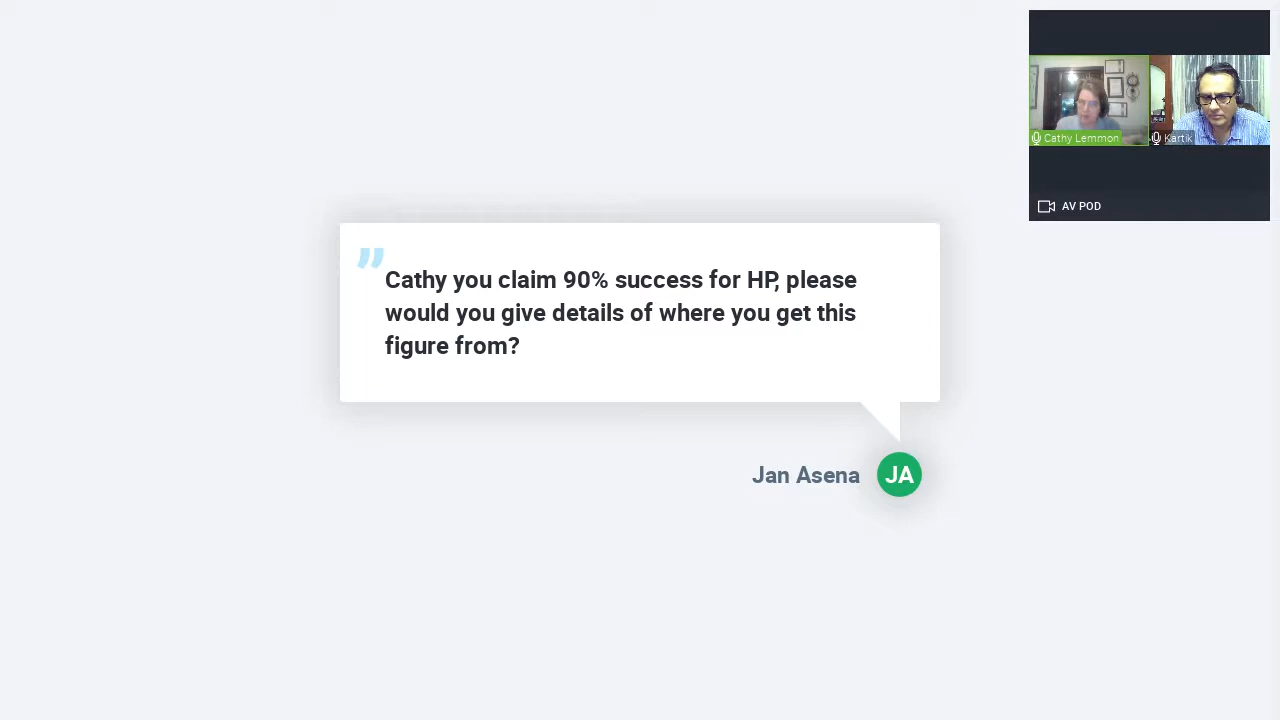 Cathy Lemmon
Kartik
AV POD
Cathy you claim 90% success for HP, please
would you give details of where you get this
figure from?
Jan Asena
JA